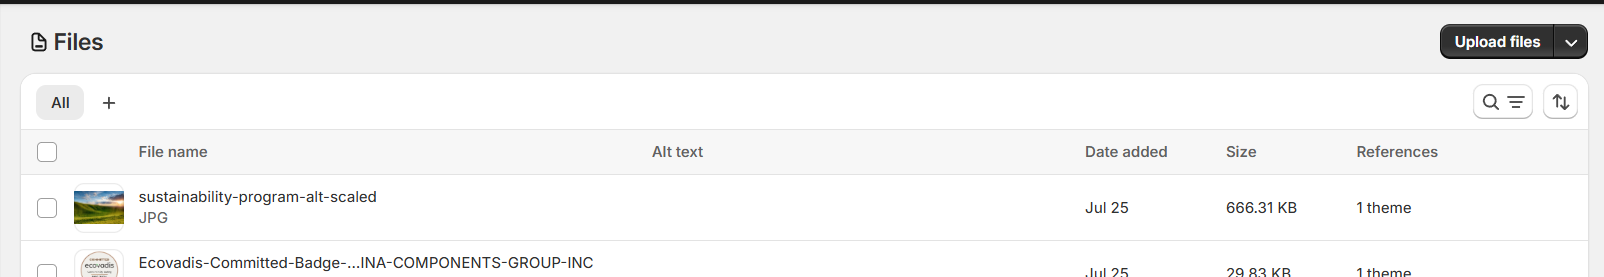 Files
Upload files
All
File name Alt text Date added Size References
sustainability-program-alt-scaled
JPG
Jul 25 666.31 KB 1 theme
ecovadis
Ecovadis-Committed-Badge-...INA-COMPONENTS-GROUP-INC
Jul 25 29.83 KB 1 theme